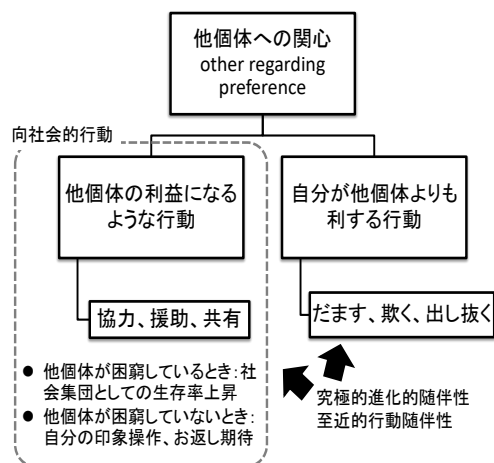 他個体への関心
other regarding
preference
向社会的行動
他個体の利益になる
ような行動
自分が他個体よりも
利する行動
協力、援助、共有
だます、欺く、出し抜く
● 他個体が困窮しているとき：社
会集団としての生存率上昇
● 他個体が困窮していないとき：
自分の印象操作、お返し期待
究極的進化的随伴性
至近的行動随伴性